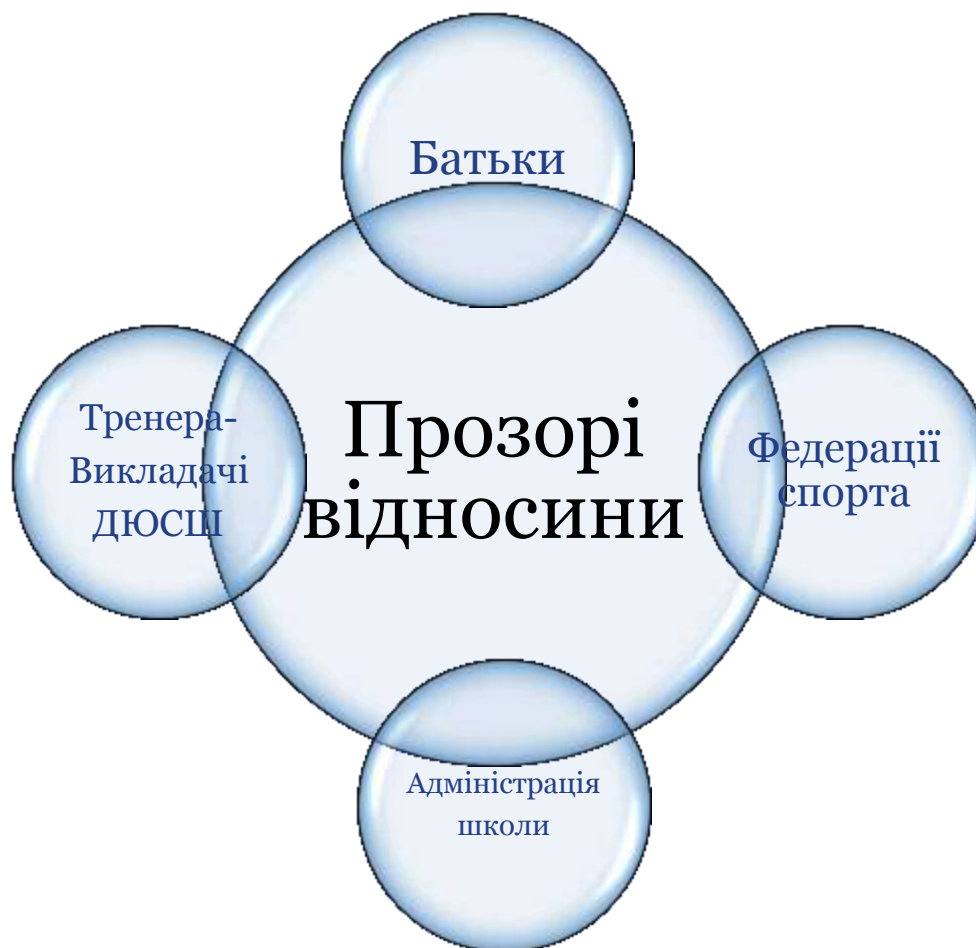 Батьки
Тренера-
Викладачі
ДЮСШ
Прозорі
відносини
Федерації
спорта
Адміністрація
школи